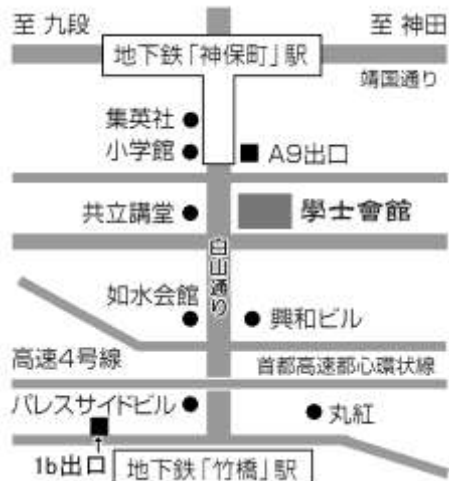 至 九段
至 神田
地下鉄「神保町」駅
靖国通り
集英社
小学館
A9出口
共立講堂
學士會館
白山通り
如水会館
興和ビル
高速4号線
首都高速都心環状線
パレスサイドビル
丸紅
1b出口
地下鉄「竹橋」駅